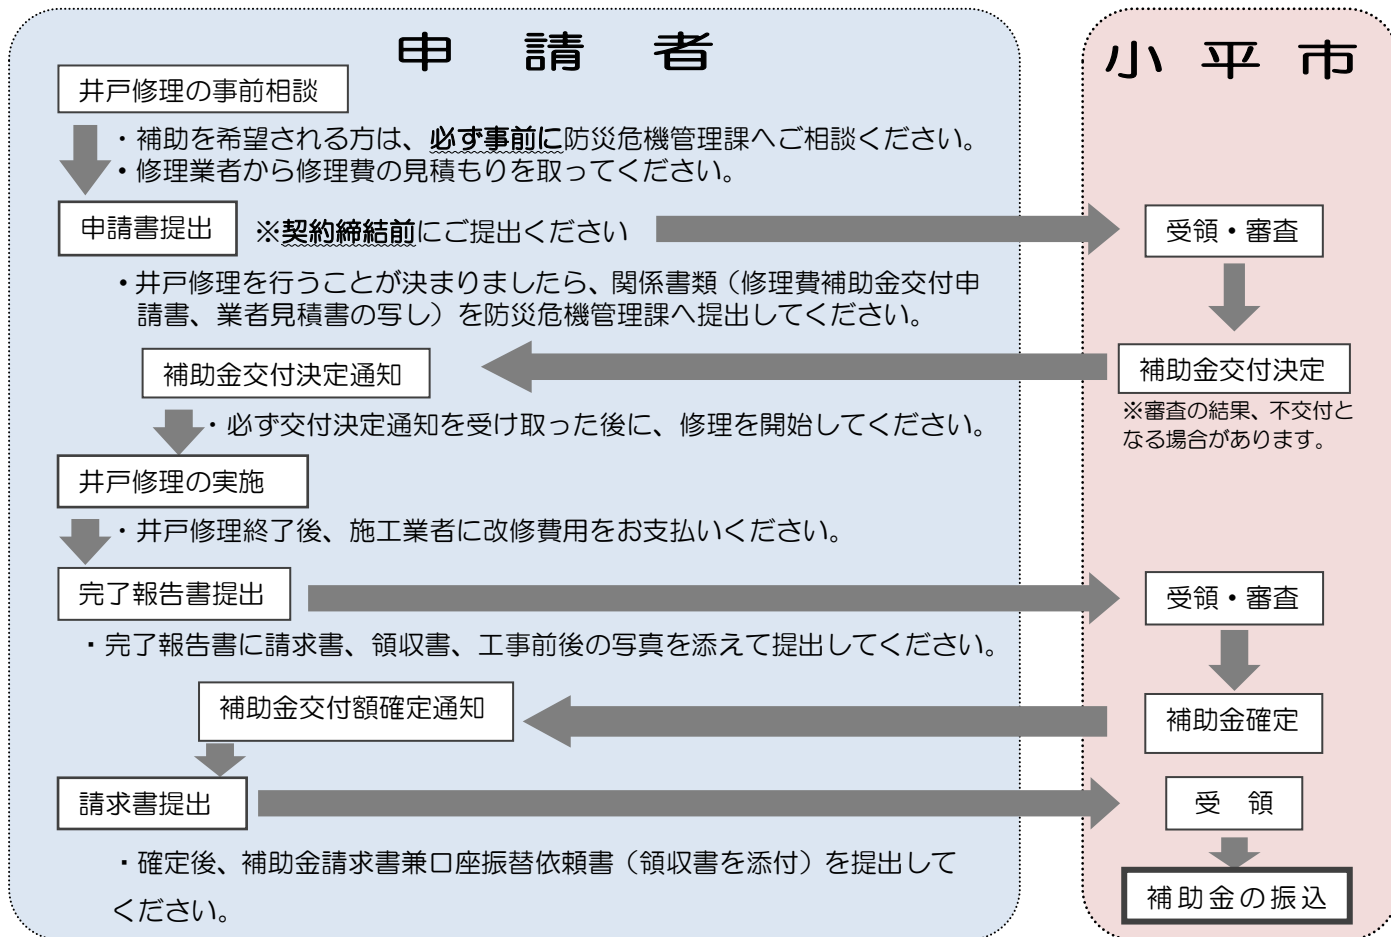 申請者
小平市
井戸修理の事前相談
・補助を希望される方は、必ず事前に防災危機管理課へご相談ください。
・修理業者から修理費の見積もりを取ってください。
申請書提出
※契約締結前にご提出ください
受領・審査
・井戸修理を行うことが決まりましたら、関係書類（修理費補助金交付申
請書、業者見積書の写し）を防災危機管理課へ提出してください。
補助金交付決定通知
補助金交付決定
※審査の結果、不交付と
なる場合があります。
・必ず交付決定通知を受け取った後に、修理を開始してください。
井戸修理の実施
・井戸修理終了後、施工業者に改修費用をお支払いください。
完了報告書提出
受領・審査
・完了報告書に請求書、領収書、工事前後の写真を添えて提出してください。
補助金交付額確定通知
補助金確定
請求書提出
受　領
・確定後、補助金請求書兼口座振替依頼書（領収書を添付）を提出して
ください。
補助金の振込